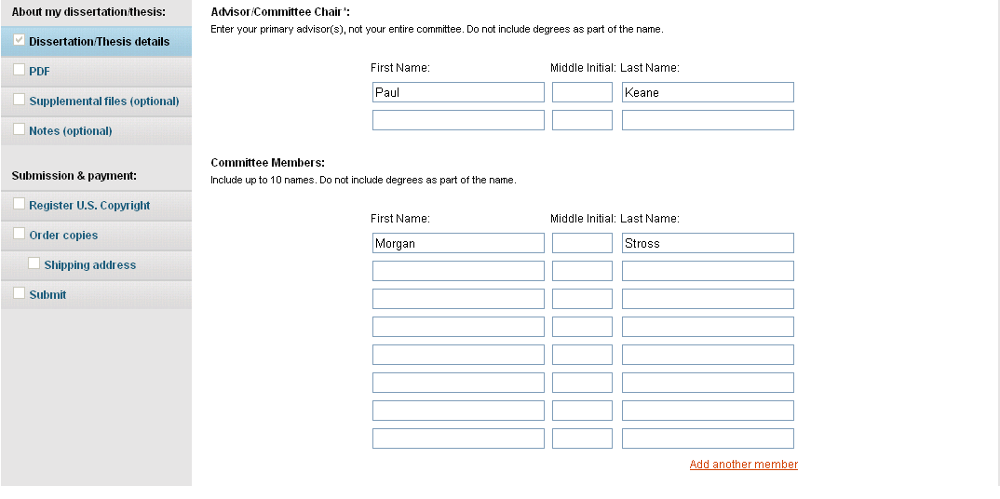 About my dissertation/thesis:
Dissertation/Thesis details
PDF
Supplemental files (optional)
Notes (optional)
Submission & payment:
Register U.S. Copyright
Order copies
Shipping address
Submit
Advisor/Committee Chair*:
Enter your primary advisor(s), not your entire committee. Do not include degrees as part of the name.
First Name: Middle Initial: Last Name:
Paul Keane
Committee Members:
Include up to 10 names. Do not include degrees as part of the name.
First Name: Middle Initial: Last Name:
Morgan Stross
Add another member